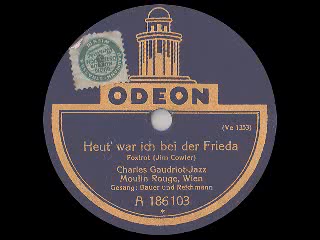 ODEON
(Ve 1353)
Heut' war ich bei der Frieda
Foxtrot (Jim Cowler)
Charles Gaudriot-Jazz
Moulin Rouge, Wien
Gesang: Bauer und Reichmann
A 186103